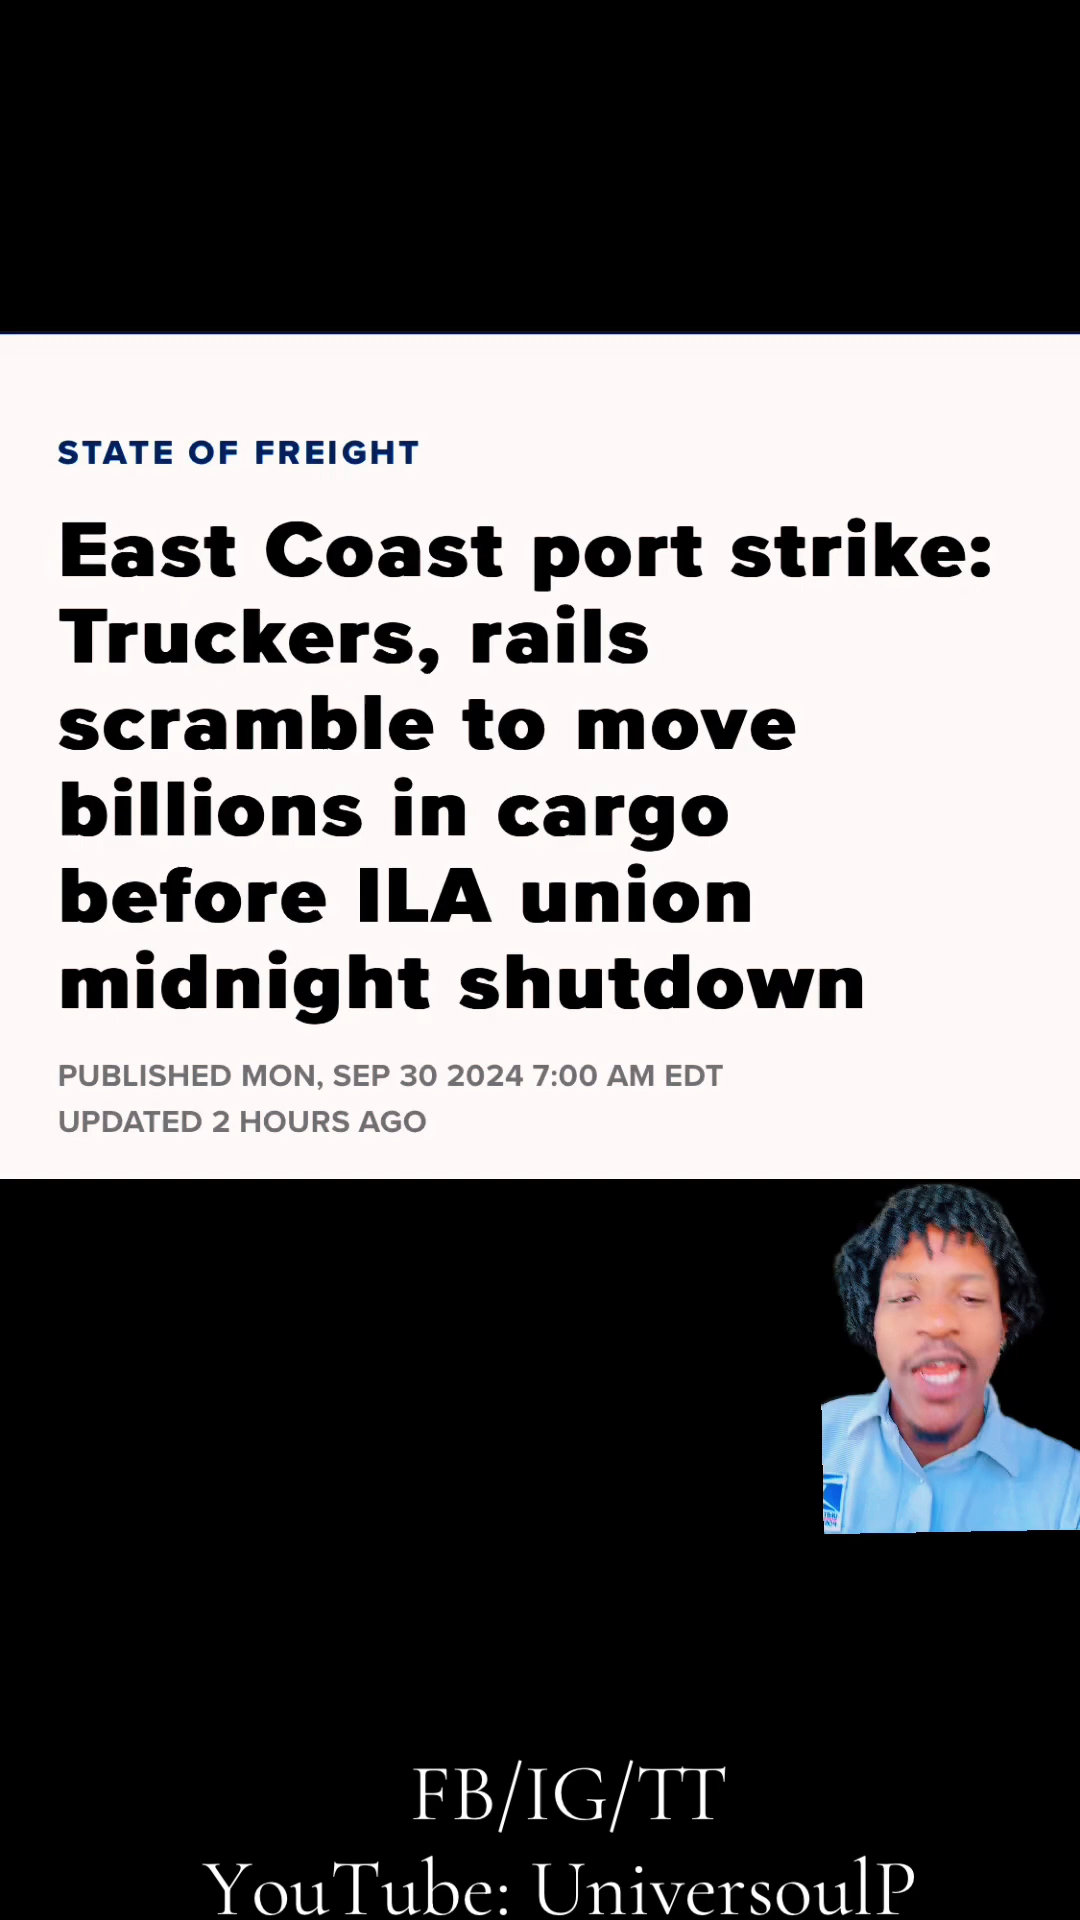 STATE OF FREIGHT
East Coast port strike:
Truckers, rails
scramble to move
billions in cargo
before ILA union
midnight shutdown
PUBLISHED MON, SEP 30 2024 7:00 AM EDT
UPDATED 2 HOURS AGO
FB/IG/TT
YouTube: UniversoulP